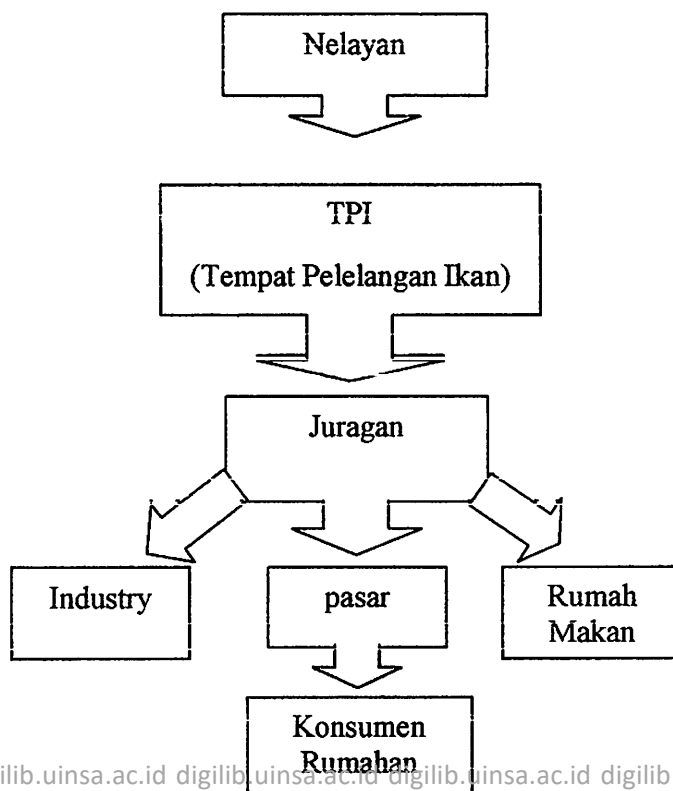 Nelayan
TPI
(Tempat Pelelangan Ikan)
Juragan
Industry
pasar
Rumah
Makan
Konsumen
Rumahan
ilib.uinsa.ac.id digilib.uinsa.ac.id digilib.uinsa.ac.id digilib